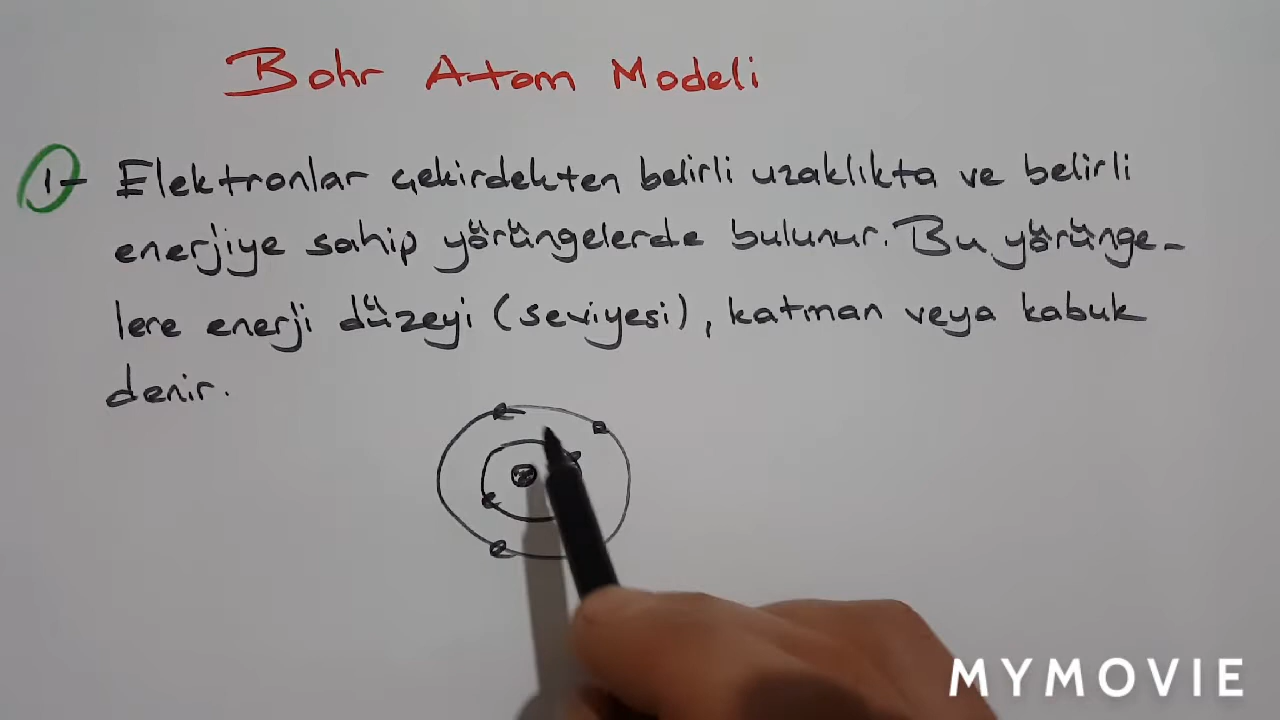 Bohr Atom Modeli
1- Elektronlar çekirdekten belirli uzaklıkta ve belirli
enerjiye sahip yörüngelerde bulunur. Bu yörünge-
lere enerji düzeyi (seviyesi), katman veya kabuk
denir.
MYMOVIE